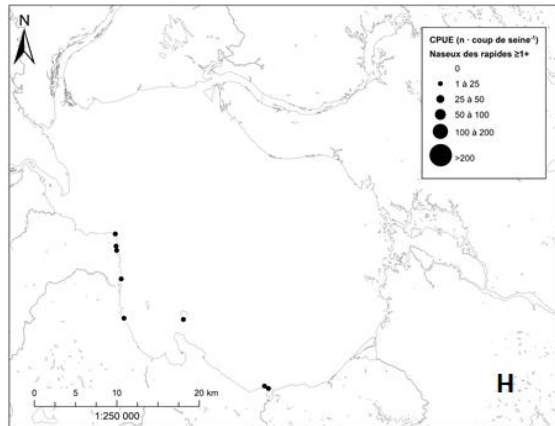 N
CPUE (n · coup de seine⁻¹)
Naseux des rapides ≥1+
0
1 à 25
25 à 50
50 à 100
100 à 200
>200
0 10 20 km
1:250 000
H